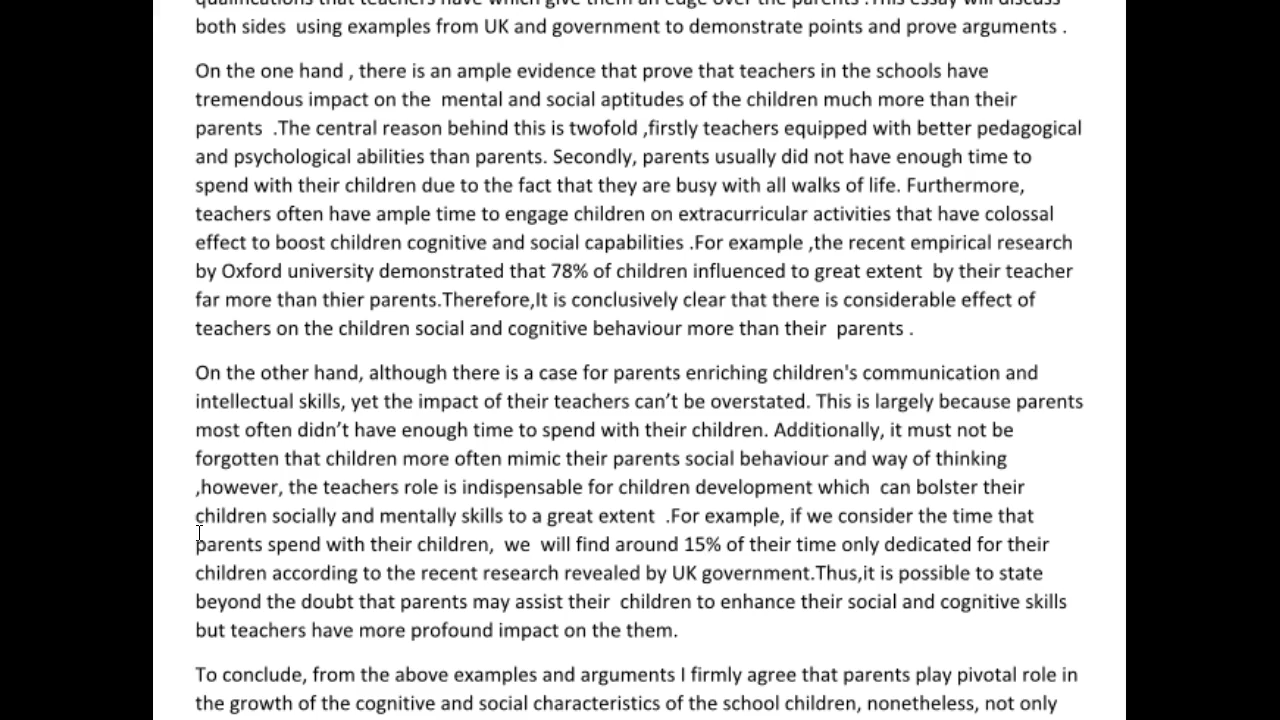 qualifications that teachers have which give them an edge over the parents .This essay will discuss
both sides  using examples from UK and government to demonstrate points and prove arguments .
On the one hand , there is an ample evidence that prove that teachers in the schools have
tremendous impact on the  mental and social aptitudes of the children much more than their
parents  .The central reason behind this is twofold ,firstly teachers equipped with better pedagogical
and psychological abilities than parents. Secondly, parents usually did not have enough time to
spend with their children due to the fact that they are busy with all walks of life. Furthermore,
teachers often have ample time to engage children on extracurricular activities that have colossal
effect to boost children cognitive and social capabilities .For example ,the recent empirical research
by Oxford university demonstrated that 78% of children influenced to great extent  by their teacher
far more than thier parents.Therefore,It is conclusively clear that there is considerable effect of
teachers on the children social and cognitive behaviour more than their  parents .
On the other hand, although there is a case for parents enriching children's communication and
intellectual skills, yet the impact of their teachers can’t be overstated. This is largely because parents
most often didn’t have enough time to spend with their children. Additionally, it must not be
forgotten that children more often mimic their parents social behaviour and way of thinking
,however, the teachers role is indispensable for children development which  can bolster their
children socially and mentally skills to a great extent  .For example, if we consider the time that
parents spend with their children,  we  will find around 15% of their time only dedicated for their
children according to the recent research revealed by UK government.Thus,it is possible to state
beyond the doubt that parents may assist their  children to enhance their social and cognitive skills
but teachers have more profound impact on the them.
To conclude, from the above examples and arguments I firmly agree that parents play pivotal role in
the growth of the cognitive and social characteristics of the school children, nonetheless, not only